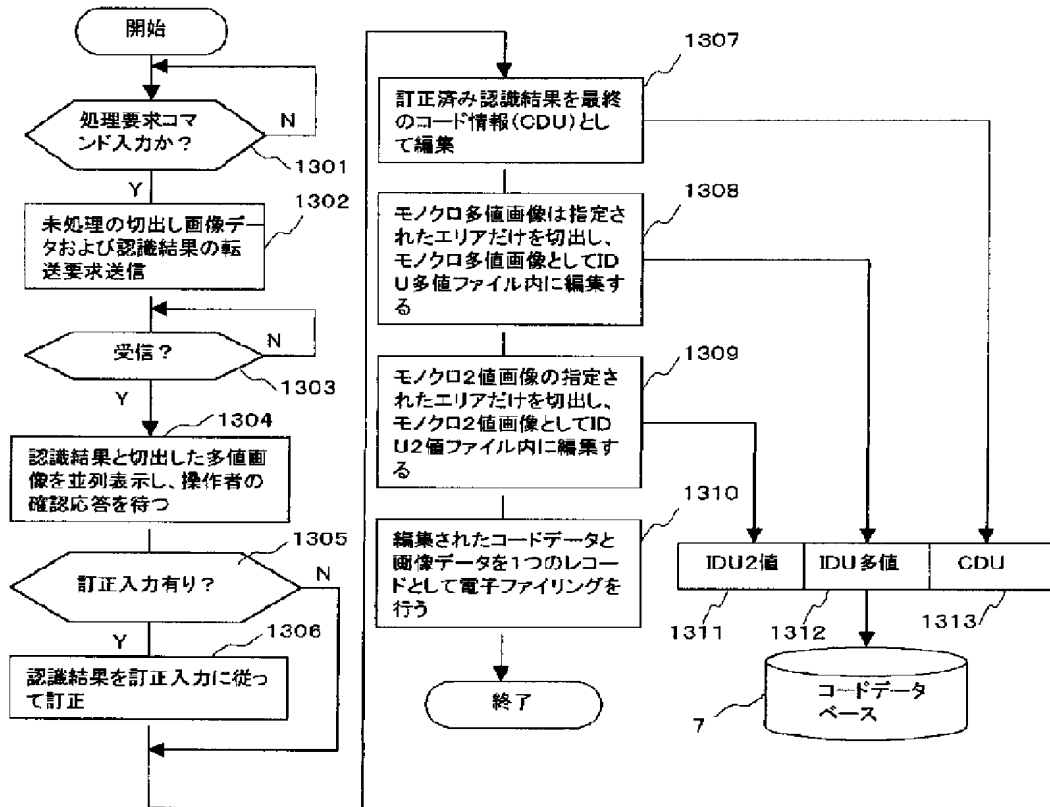 開始
処理要求コマ
ンド入力か？
N
1301
Y
1302
未処理の切出し画像デー
タおよび認識結果の転
送要求送信
N
受信？
1303
Y
1304
認識結果と切出した多値画
像を並列表示し、操作者の
確認応答を待つ
1305
訂正入力有り？
N
Y
1306
認識結果を訂正入力に従っ
て訂正
1307
訂正済み認識結果を最終
のコード情報(CDU)とし
て編集
1308
モノクロ多値画像は指定さ
れたエリアだけを切出し、
モノクロ多値画像としてID
U多値ファイル内に編集す
る
1309
モノクロ2値画像の指定さ
れたエリアだけを切出し、
モノクロ2値画像としてID
U2値ファイル内に編集す
る
1310
編集されたコードデータと
画像データを1つのレコー
ドとして電子ファイリングを
行う
終了
IDU2値
IDU多値
CDU
1311
1312
1313
コードデータ
ベース
7